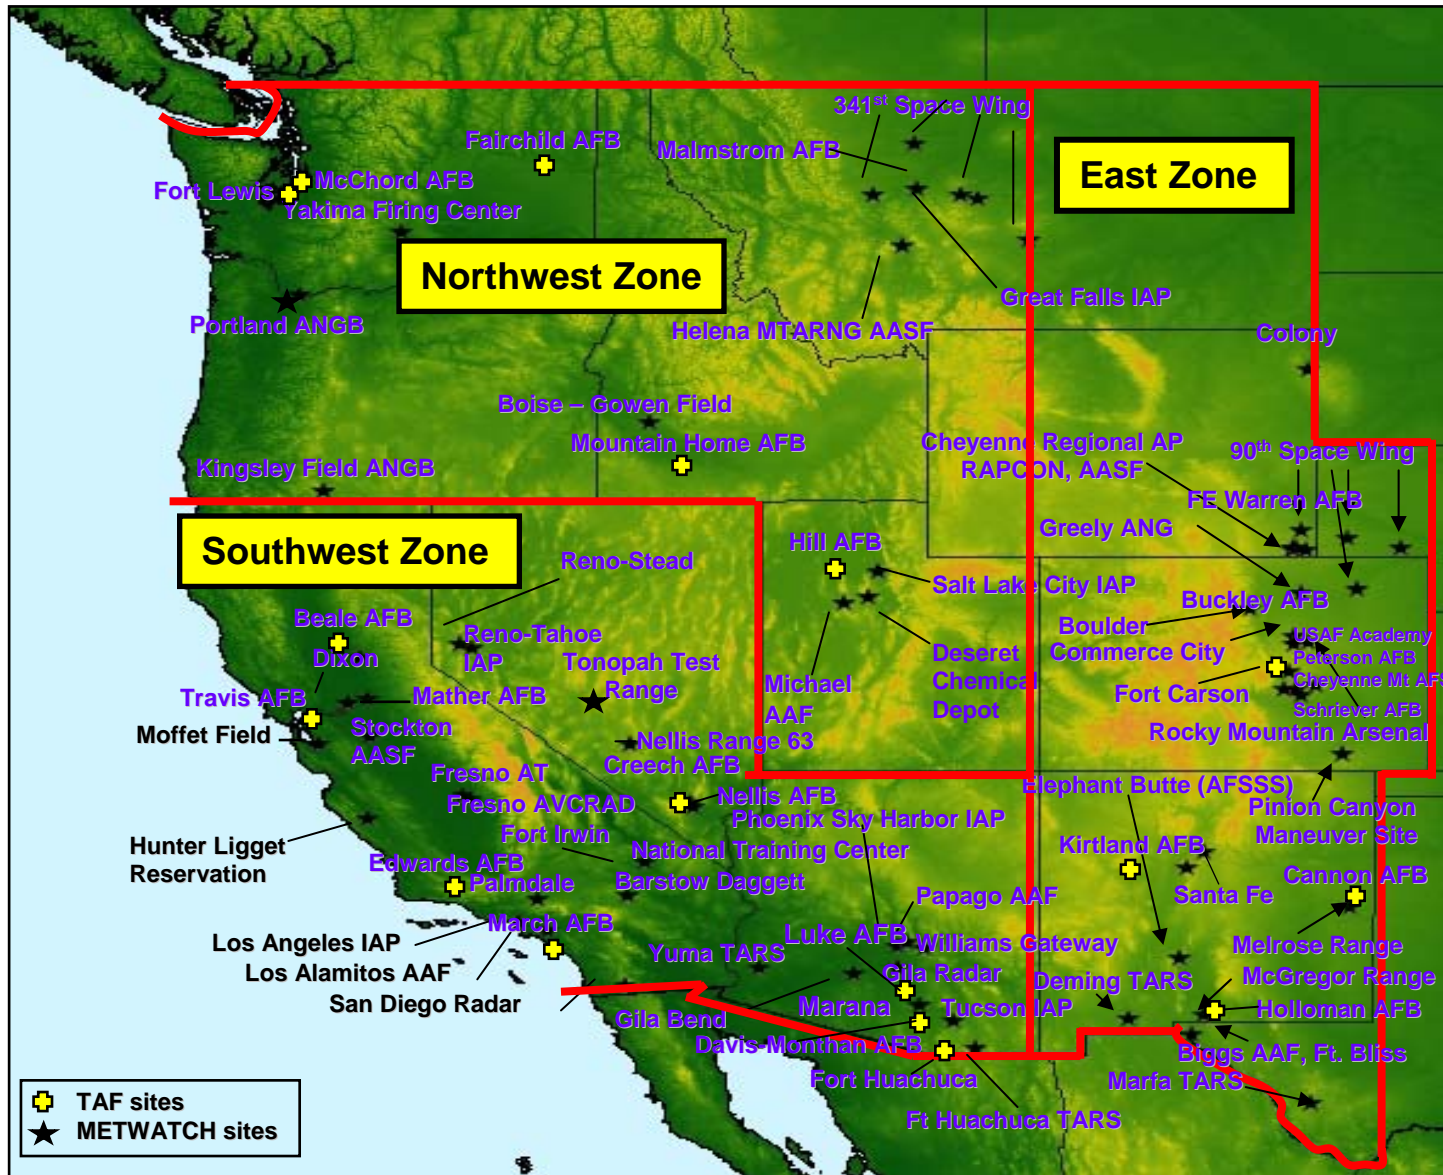 341st Space Wing
Fairchild AFB
Malmstrom AFB
East Zone
McChord AFB
Fort Lewis
Yakima Firing Center
Northwest Zone
Great Falls IAP
Portland ANGB
Helena MTARNG AASF
Colony
Boise – Gowen Field
Mountain Home AFB
Cheyenne Regional AP
RAPCON, AASF
90th Space Wing
Kingsley Field ANGB
FE Warren AFB
Greely ANG
Southwest Zone
Hill AFB
Reno-Stead
Salt Lake City IAP
Buckley AFB
Beale AFB
Boulder
Reno-Tahoe
IAP
USAF Academy
Commerce City
Dixon
Tonopah Test
Range
Deseret
Chemical
Depot
Peterson AFB
Cheyenne Mt AFS
Michael
AAF
Fort Carson
Travis AFB
Mather AFB
Schriever AFB
Moffet Field
Stockton
AASF
Rocky Mountain Arsenal
Nellis Range 63
Creech AFB
Fresno AT
Elephant Butte (AFSSS)
Fresno AVCRAD
Nellis AFB
Pinion Canyon
Maneuver Site
Phoenix Sky Harbor IAP
Fort Irwin
National Training Center
Hunter Ligget
Reservation
Kirtland AFB
Edwards AFB
Palmdale
Barstow Daggett
Santa Fe
Cannon AFB
Papago AAF
March AFB
Luke AFB
Los Angeles IAP
Williams Gateway
Melrose Range
Yuma TARS
Los Alamitos AAF
Gila Radar
Deming TARS
McGregor Range
San Diego Radar
Marana
Tucson IAP
Holloman AFB
Gila Bend
Davis-Monthan AFB
Biggs AAF, Ft. Bliss
Fort Huachuca
Marfa TARS
Ft Huachuca TARS
TAF sites
METWATCH sites